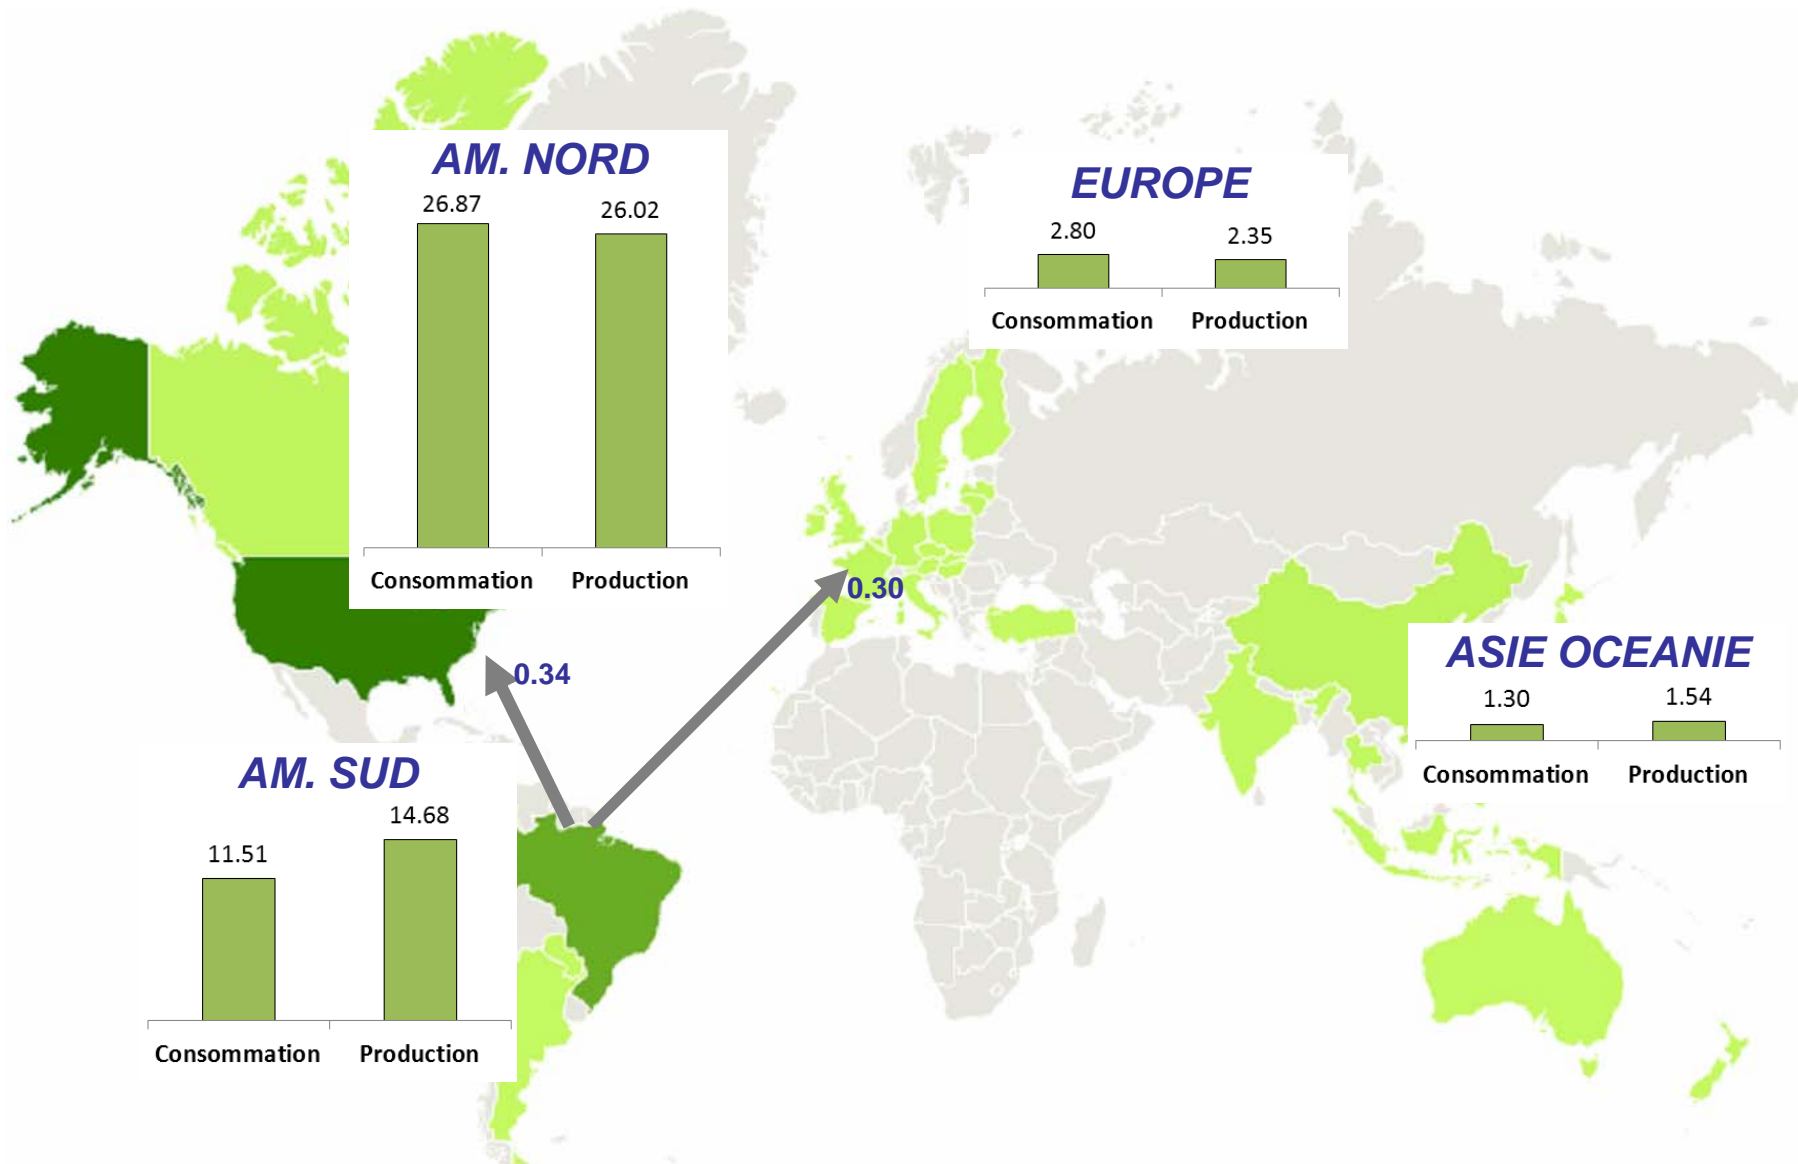 AM. NORD
26.87
26.02
Consommation
Production
EUROPE
2.80
2.35
Consommation
Production
0.30
0.34
ASIE OCEANIE
1.30
1.54
Consommation
Production
AM. SUD
11.51
14.68
Consommation
Production